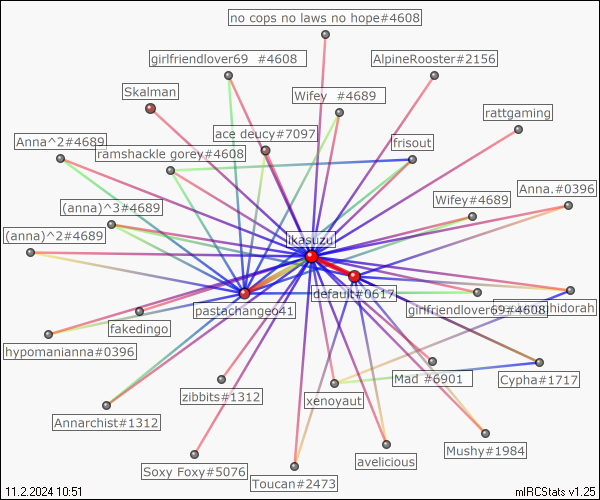 no cops no laws no hope#4608
girlfriendlover69 #4608
AlpineRooster#2156
Skalman
Wifey #4689
rattgaming
ace deucy#7097
Anna^2#4689
ramshackle gorey#4608
frisout
Anna.#0396
(anna)^3#4689
Wifey#4689
(anna)^2#4689
ikasuzu
default#0617
pastachangeo41
girlfriendlover69#4608
hidorah
fakedingo
hypomanianna#0396
Mad #6901
Cypha#1717
zibbits#1312
xenoyaut
Annarchist#1312
Mushy#1984
avelicious
Soxy Foxy#5076
Toucan#2473
11.2.2024 10:51
mIRCStats v1.25